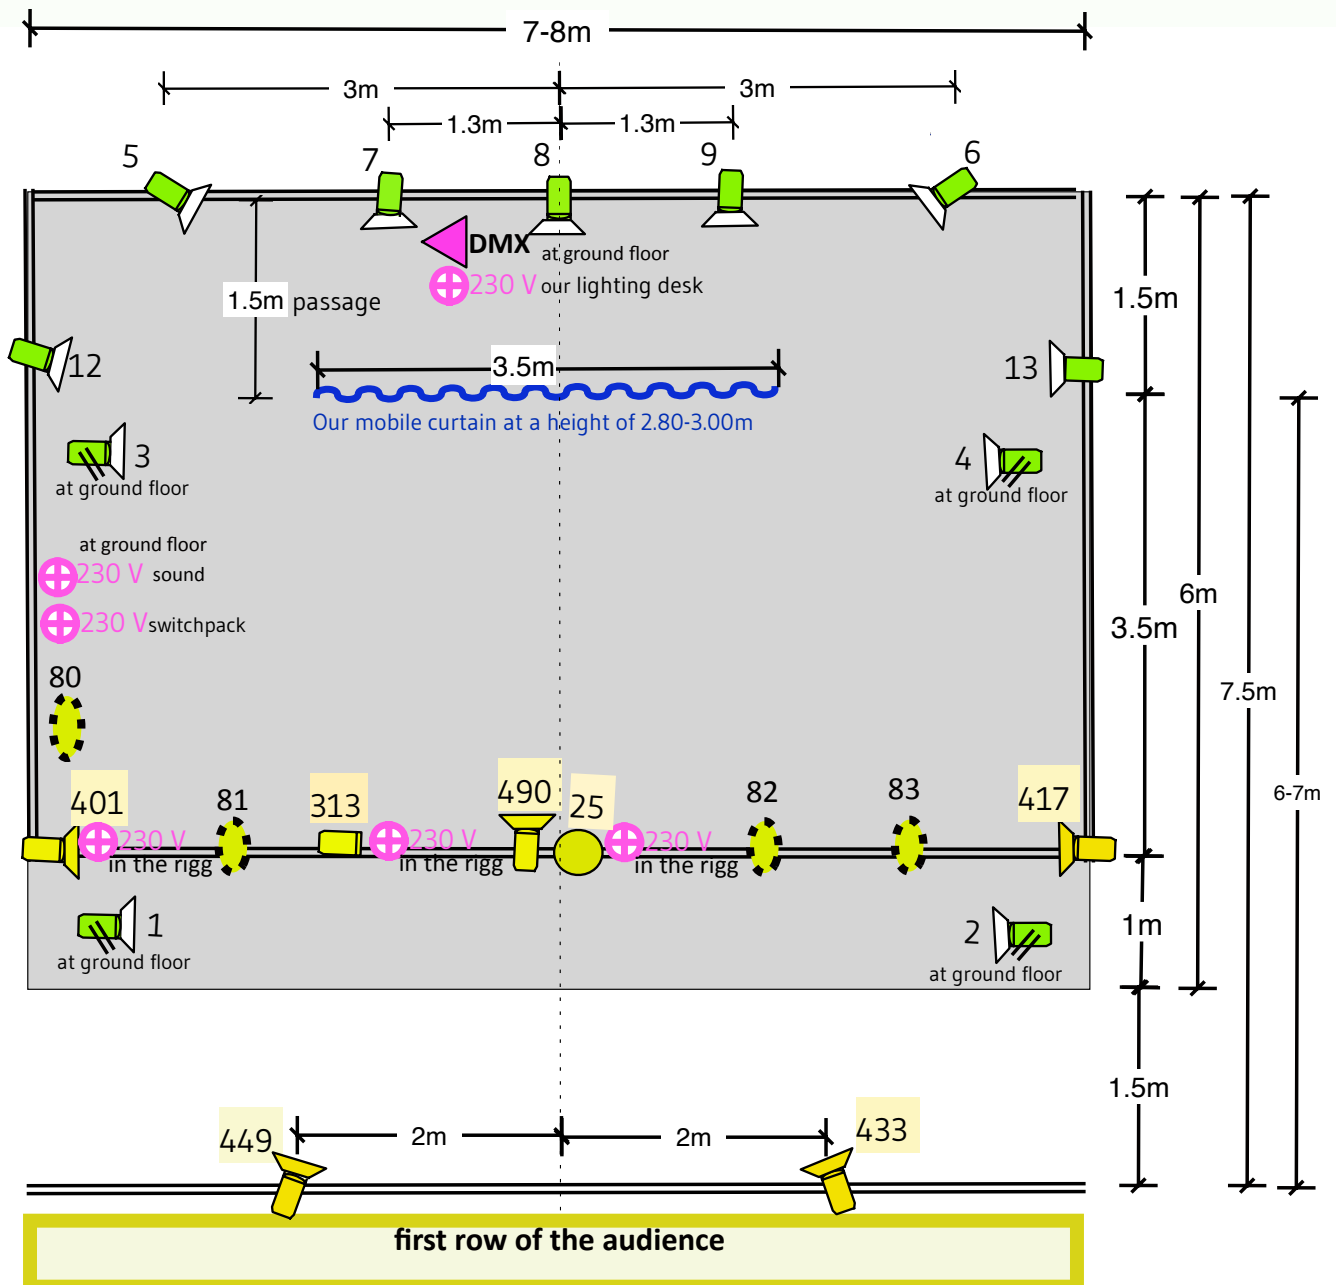 7-8m
3m
3m
1.3m
1.3m
5
7
8
9
6
DMX at ground floor
230 V our lighting desk
1.5m passage
1.5m
3.5m
12
13
Our mobile curtain at a height of 2.80-3.00m
3
4
at ground floor
at ground floor
at ground floor
230 V sound
230 V switchpack
6m
3.5m
80
7.5m
401
81
313
490
25
82
83
417
6-7m
230 V
in the rigg
230 V
in the rigg
230 V
in the rigg
1
2
1m
at ground floor
at ground floor
1.5m
449
2m
2m
433
first row of the audience